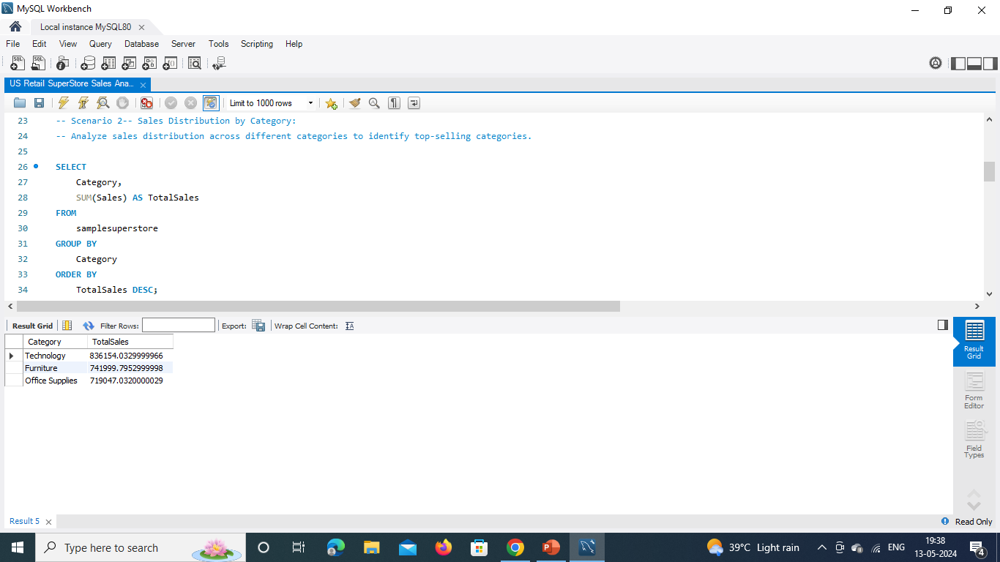 MySQL Workbench
Local instance MySQL80
File Edit View Query Database Server Tools Scripting Help
US Retail SuperStore Sales Ana...
Limit to 1000 rows
23 -- Scenario 2-- Sales Distribution by Category:
24 -- Analyze sales distribution across different categories to identify top-selling categories.
25
26 SELECT
27 Category,
28 SUM(Sales) AS TotalSales
29 FROM
30 samplesuperstore
31 GROUP BY
32 Category
33 ORDER BY
34 TotalSales DESC;
Result Grid Filter Rows: Export: Wrap Cell Content:
Category TotalSales
Technology 836154.0329999966
Furniture 741999.7952999998
Office Supplies 719047.0320000029
Result
Grid
Form
Editor
Field
Types
Result 5
Read Only
Type here to search
39°C Light rain
ENG
19:38
13-05-2024
4